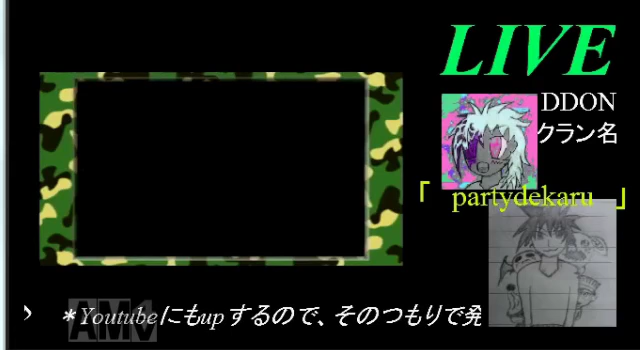 LIVE
DDON
クラン名
「 partydekaru 」
＊Youtubeにもupするので、そのつもりで発
AMV